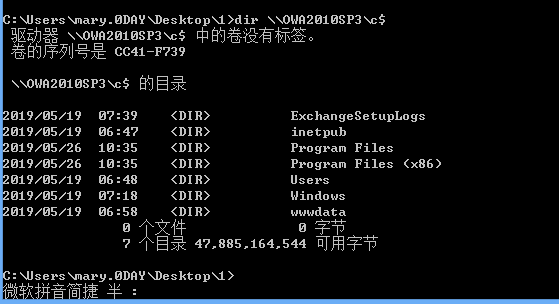 C:\Users\mary.0DAY\Desktop\1>dir \\OWA2010SP3\c$
驱动器 \\OWA2010SP3\c$ 中的卷没有标签。
卷的序列号是 CC41-F739
\\OWA2010SP3\c$ 的目录
2019/05/19  07:39    <DIR>          ExchangeSetupLogs
2019/05/19  06:47    <DIR>          inetpub
2019/05/26  10:35    <DIR>          Program Files
2019/05/26  10:35    <DIR>          Program Files (x86)
2019/05/19  06:48    <DIR>          Users
2019/05/19  07:18    <DIR>          Windows
2019/05/19  06:58    <DIR>          wwwdata
0 个文件              0 字节
7 个目录 47,885,164,544 可用字节
C:\Users\mary.0DAY\Desktop\1>
微软拼音简捷 半 :